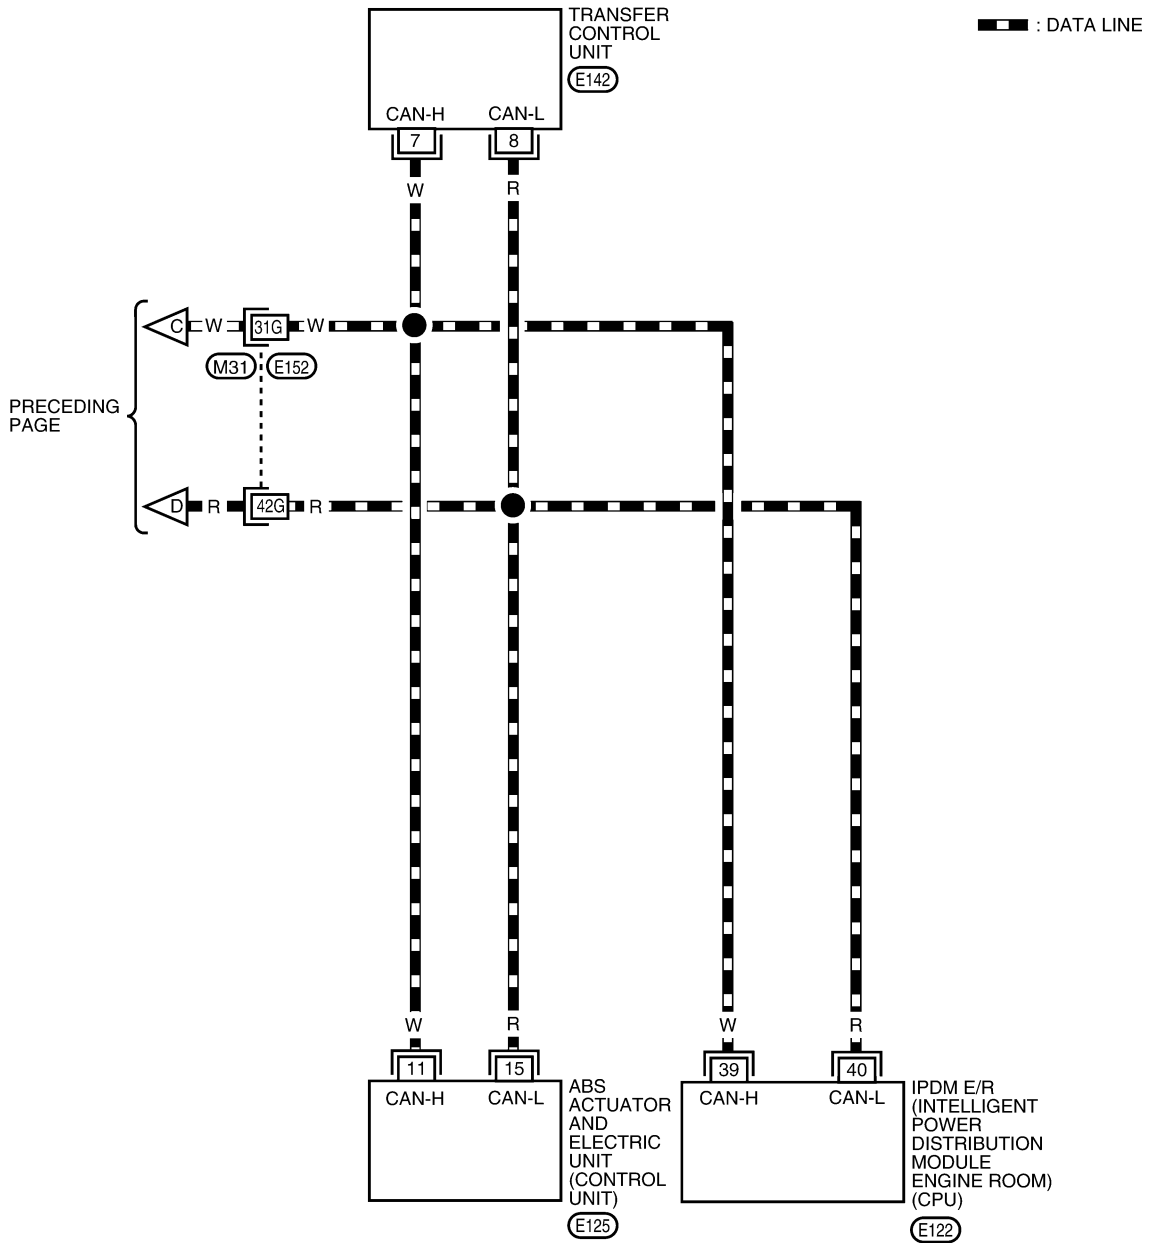 TRANSFER
CONTROL
UNIT
E142
: DATA LINE
CAN-H
CAN-L
7
8
W
R
C
W
31G
W
M31
E152
PRECEDING
PAGE
D
R
42G
R
W
R
W
R
11
15
39
40
CAN-H
CAN-L
ABS
ACTUATOR
AND
ELECTRIC
UNIT
(CONTROL
UNIT)
E125
CAN-H
CAN-L
IPDM E/R
(INTELLIGENT
POWER
DISTRIBUTION
MODULE
ENGINE ROOM)
(CPU)
E122